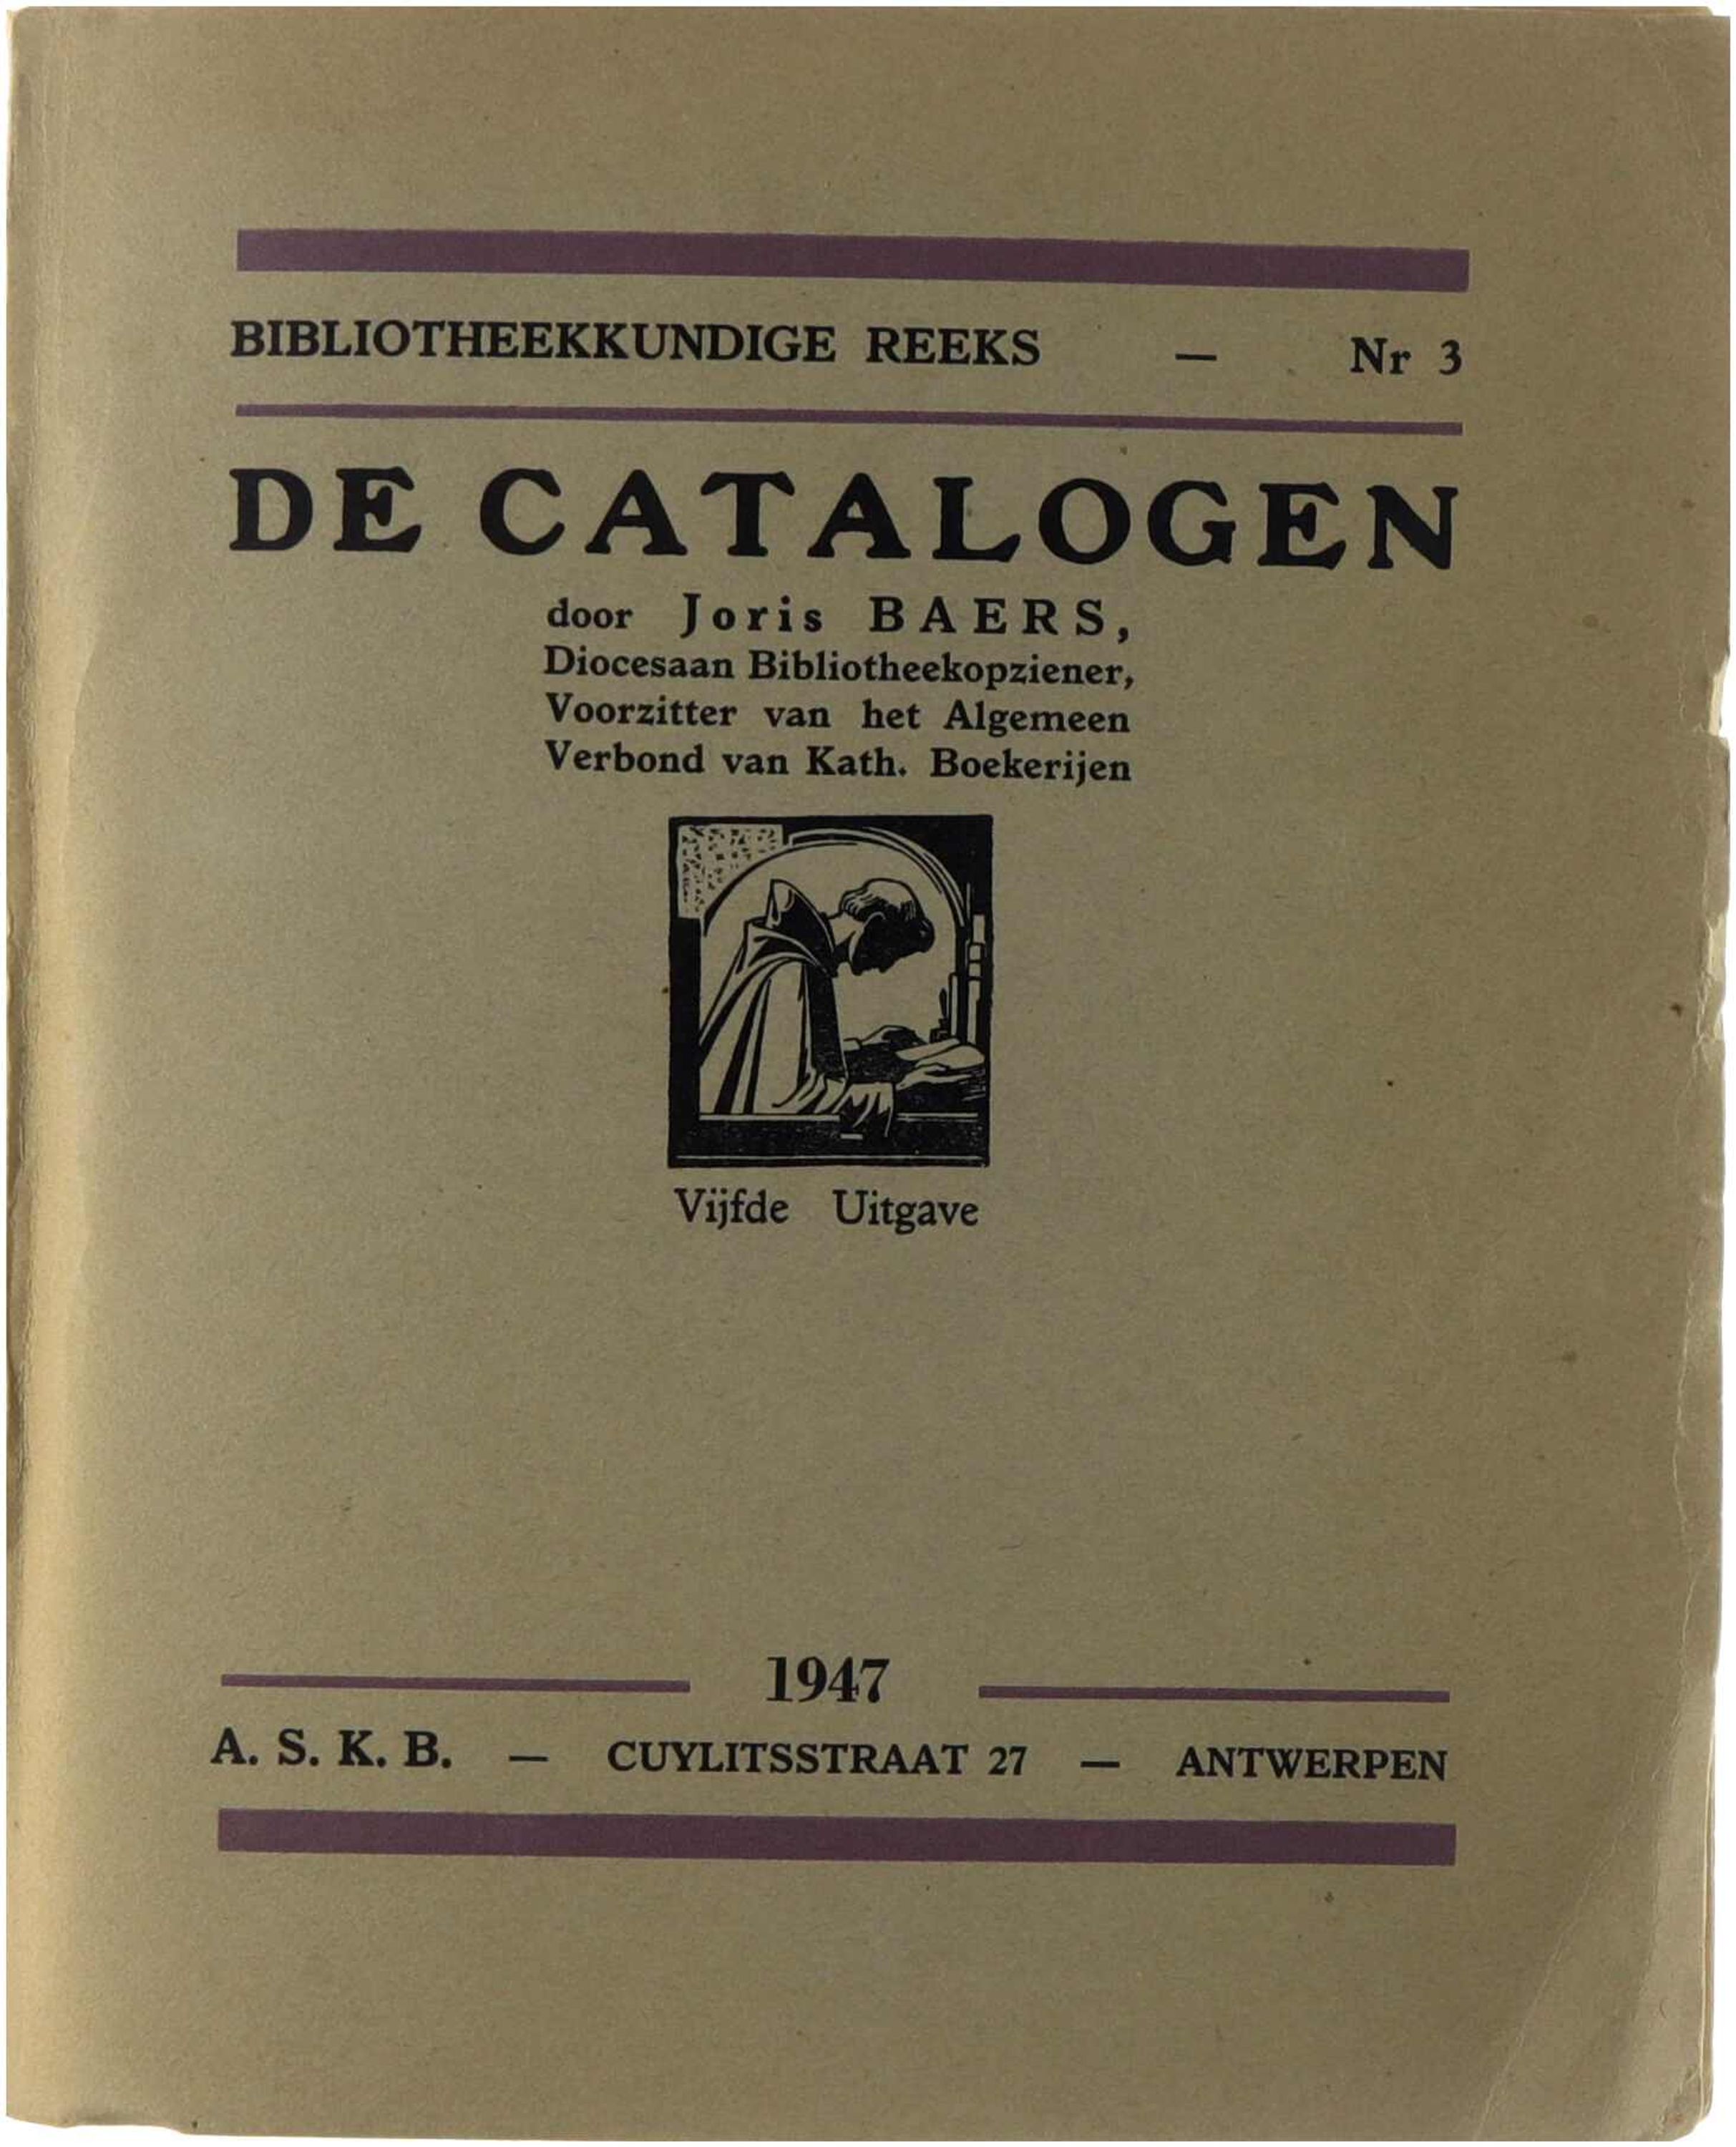 BIBLIOTHEEKKUNDIGE REEKS — Nr 3
DE CATALOGEN
door Joris BAERS,
Diocesaan Bibliotheekopziener,
Voorzitter van het Algemeen
Verbond van Kath. Boekerijen
Vijfde Uitgave
1947
A. S. K. B. — CUYLITSSTRAAT 27 — ANTWERPEN